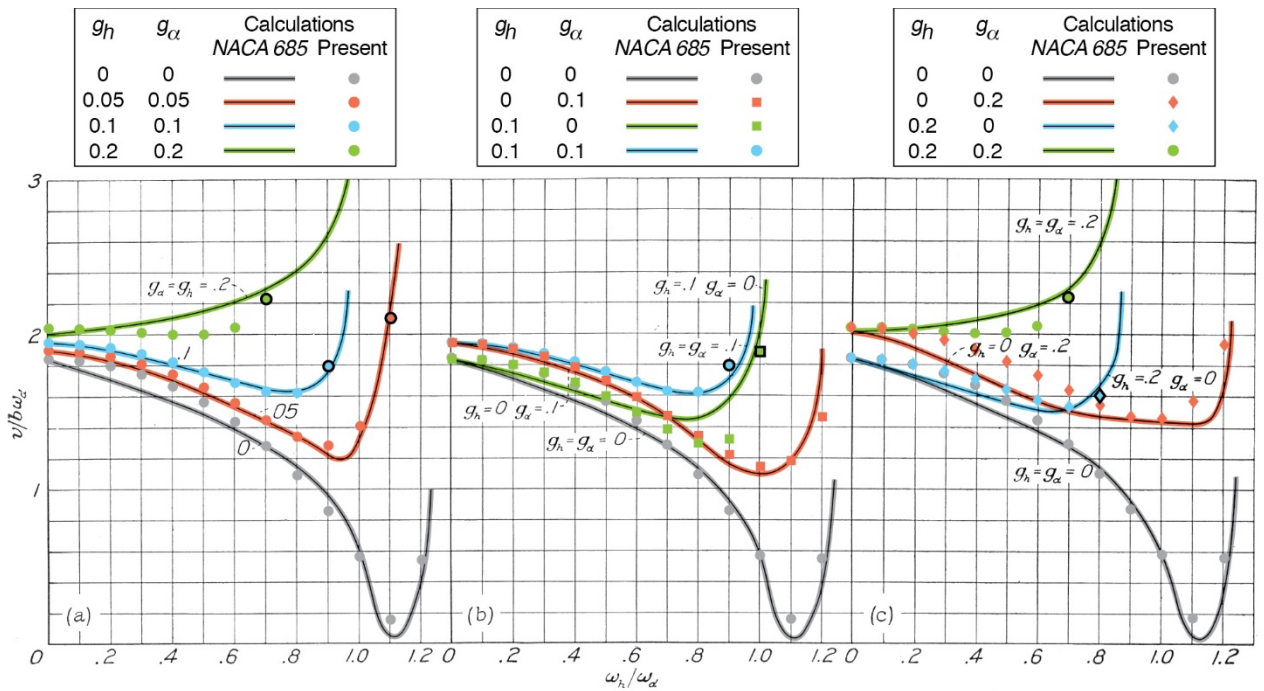 g_h g_α Calculations
NACA 685 Present
0 0
0.05 0.05
0.1 0.1
0.2 0.2
g_h g_α Calculations
NACA 685 Present
0 0
0 0.1
0.1 0
0.1 0.1
g_h g_α Calculations
NACA 685 Present
0 0
0 0.2
0.2 0
0.2 0.2
3
2
1
0
v/bω_α
g_α = g_h = .2
.1
.05
0
(a)
0 .2 .4 .6 .8 1.0 1.2
g_h = .1 g_α = 0
g_h = g_α = .1
g_h = 0 g_α = .1
g_h = g_α = 0
(b)
0 .2 .4 .6 .8 1.0 1.2
ω_h/ω_α
g_h = g_α = .2
g_h = 0 g_α = .2
g_h = .2 g_α = 0
g_h = g_α = 0
(c)
0 .2 .4 .6 .8 1.0 1.2